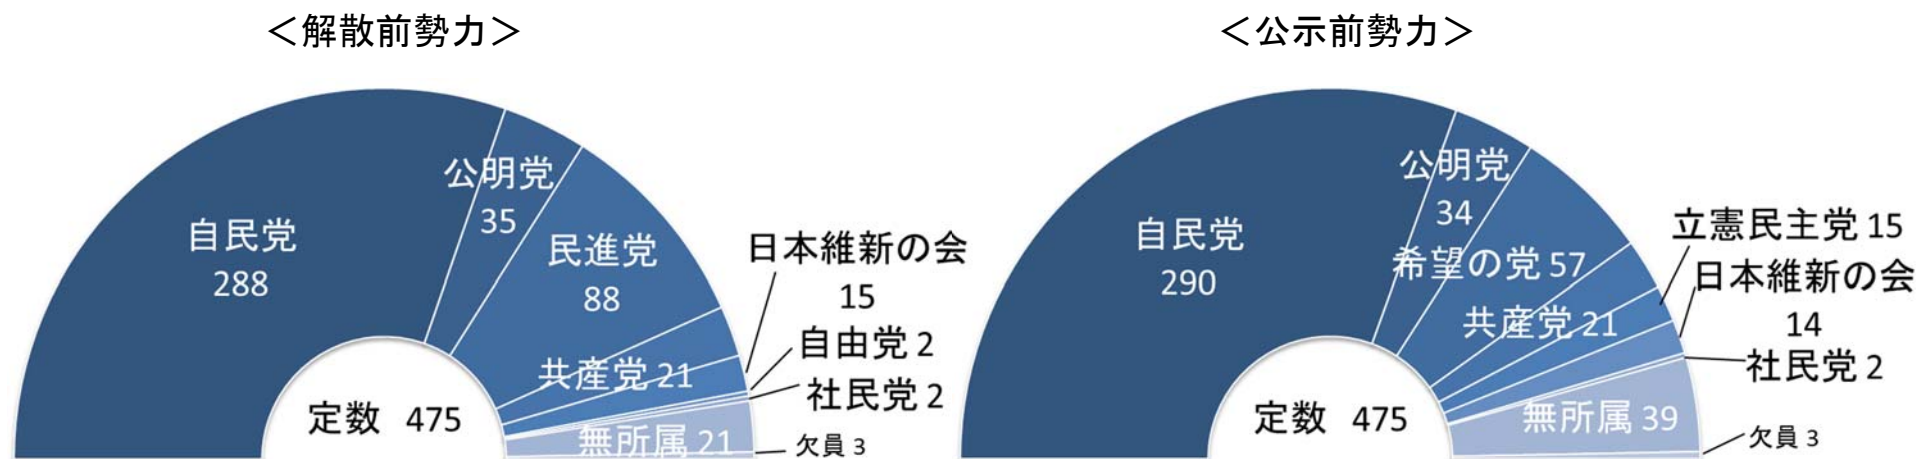 ＜解散前勢力＞
自民党
288
公明党
35
民進党
88
共産党 21
日本維新の会
15
自由党 2
社民党 2
無所属 21
欠員 3
定数 475
＜公示前勢力＞
自民党
290
公明党
34
希望の党 57
共産党 21
立憲民主党 15
日本維新の会
14
社民党 2
無所属 39
欠員 3
定数 475